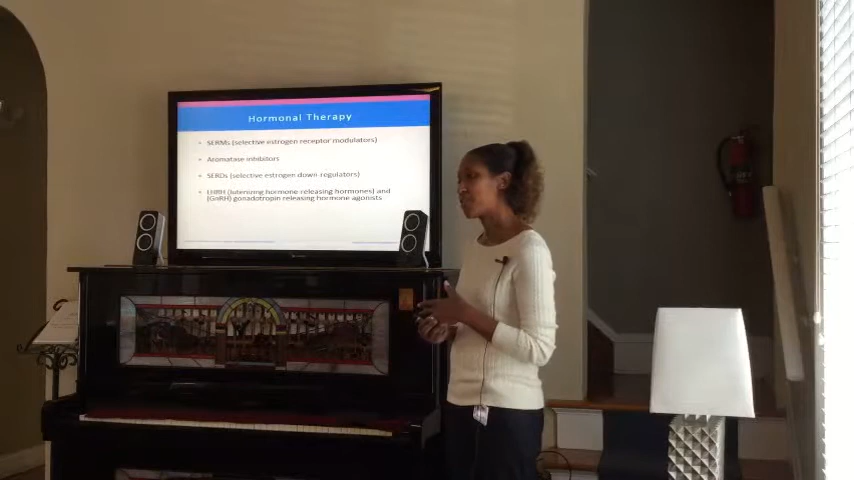 Hormonal Therapy
• SERMs (selective estrogen receptor modulators)
• Aromatase inhibitors
• SERDs (selective estrogen down-regulators)
• LHRH (luteinizing hormone-releasing hormones) and
(GnRH) gonadotropin releasing hormone agonists